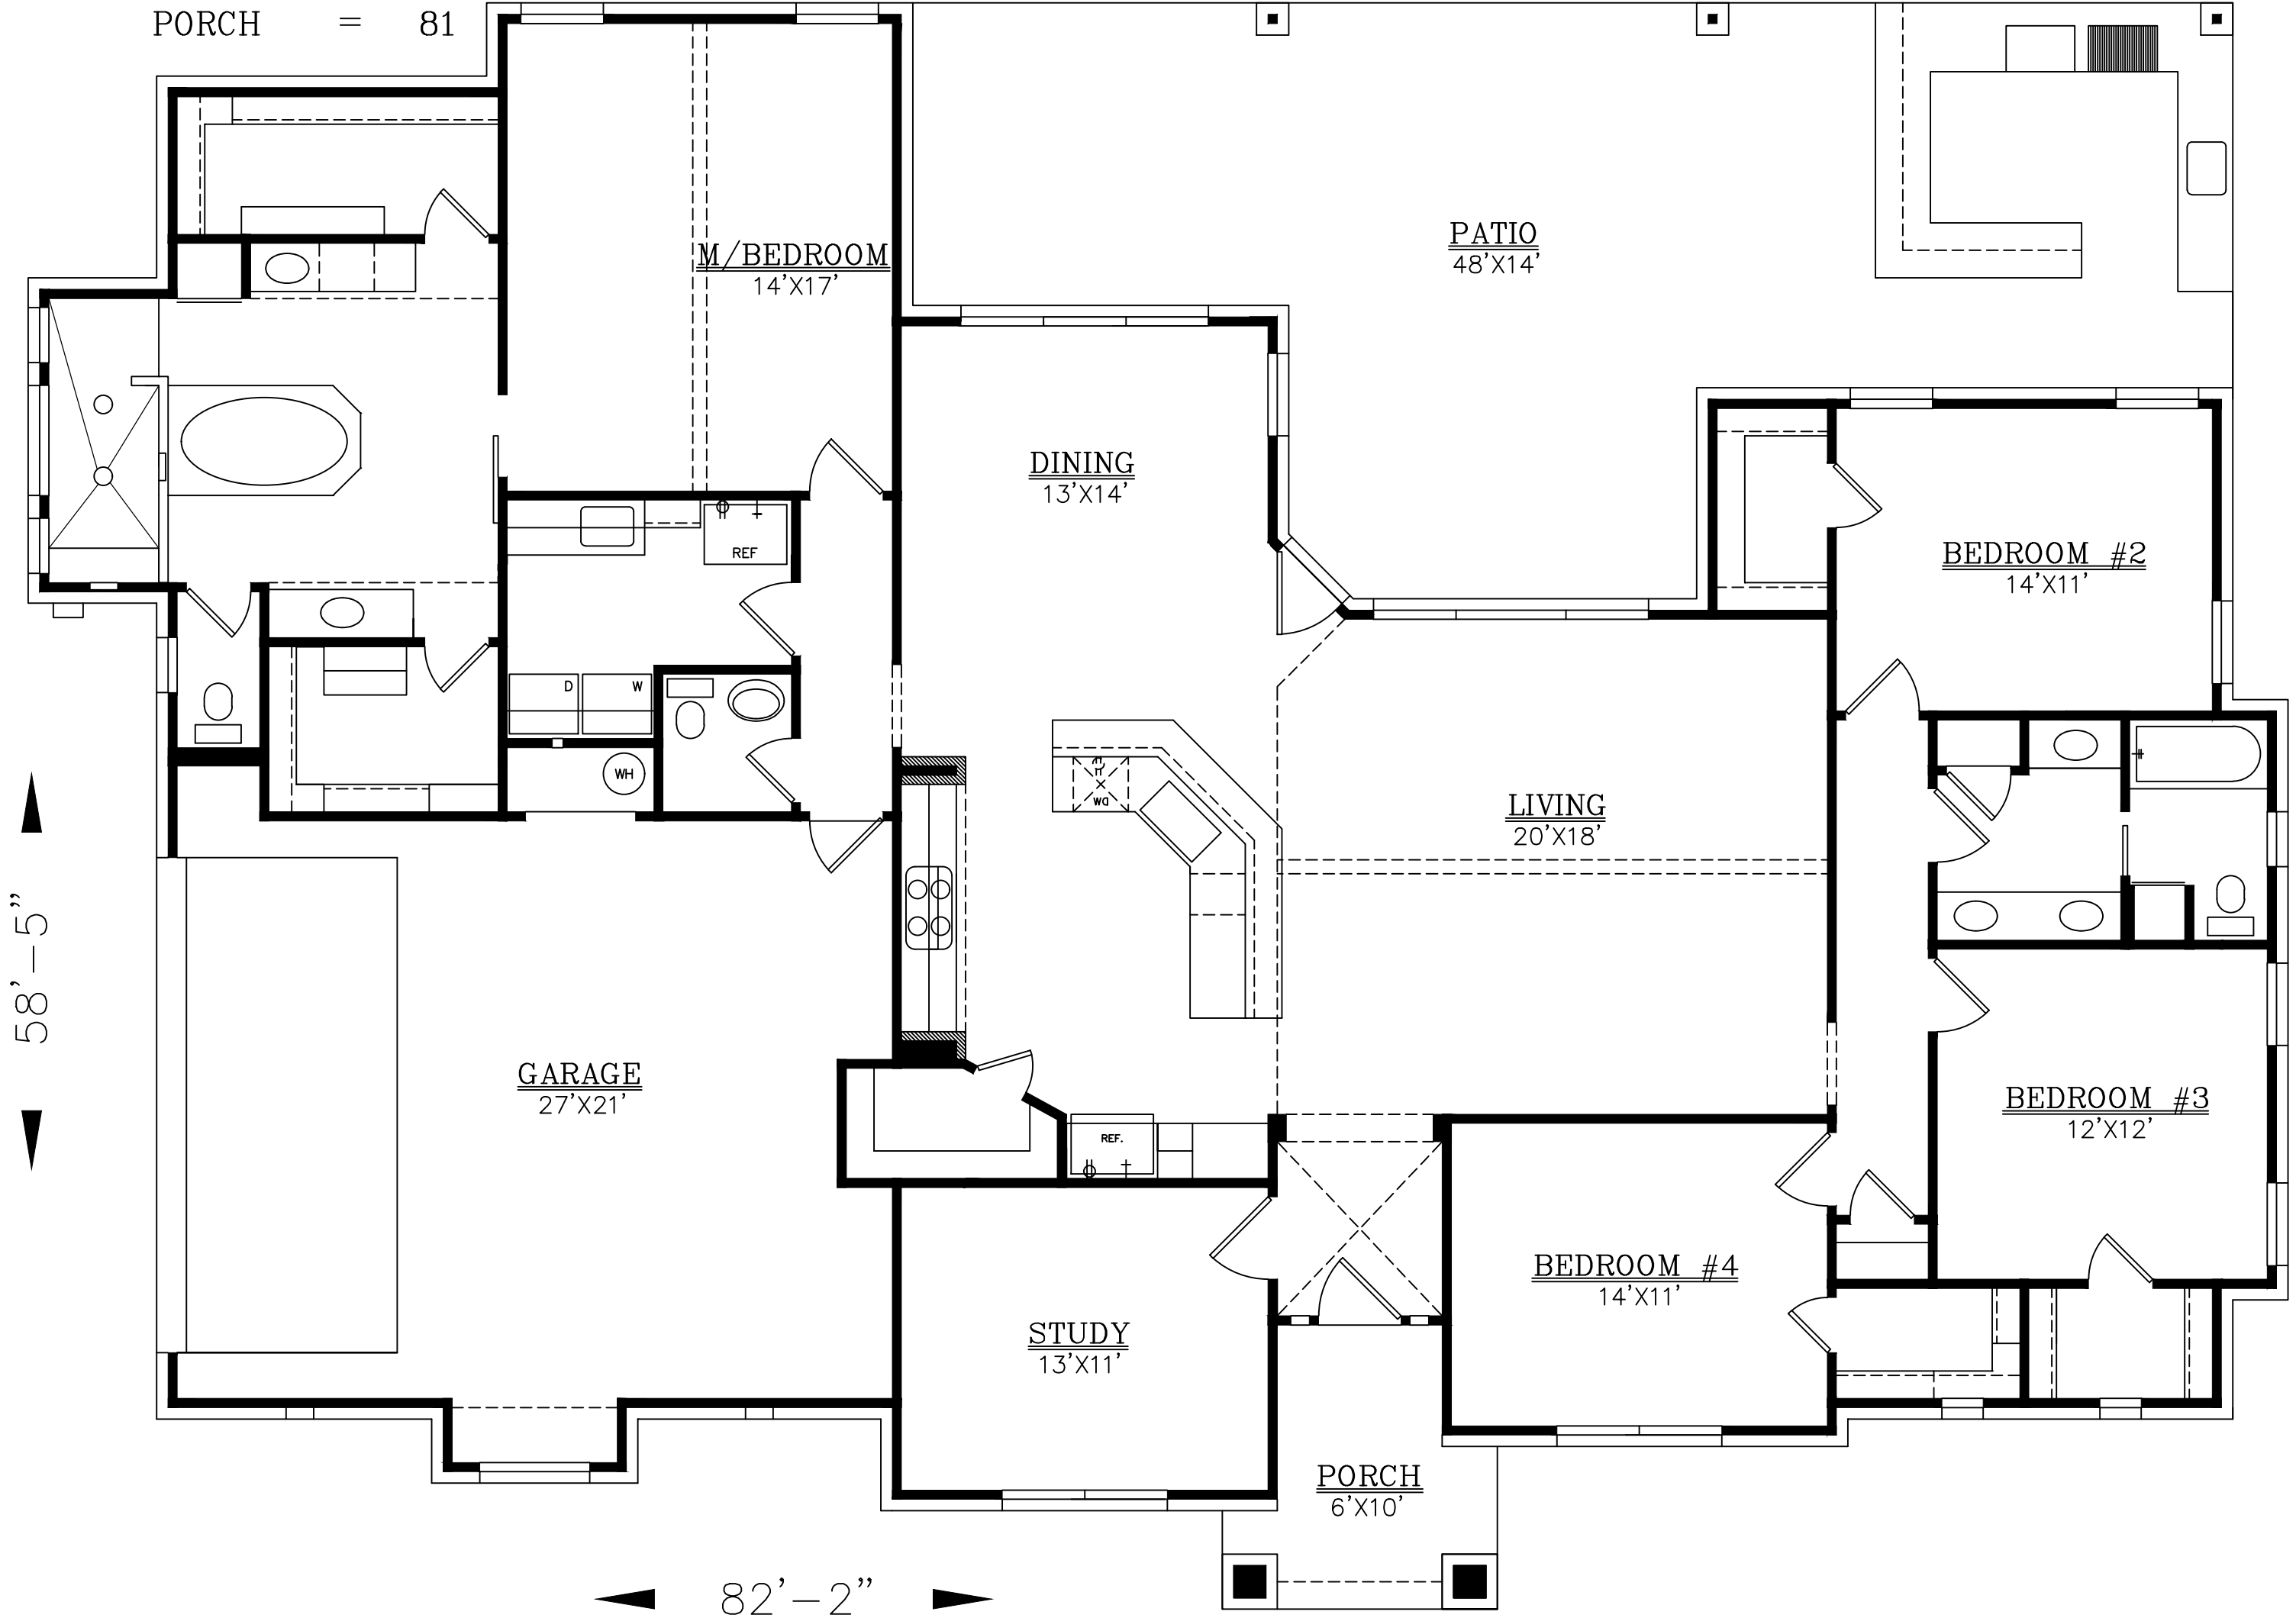 PORCH = 81
M/BEDROOM
14'X17'
PATIO
48'X14'
DINING
13'X14'
REF
BEDROOM #2
14'X11'
D
W
WH
DW
LIVING
20'X18'
58'-5"
GARAGE
27'X21'
REF.
BEDROOM #3
12'X12'
BEDROOM #4
14'X11'
STUDY
13'X11'
PORCH
6'X10'
82'-2"